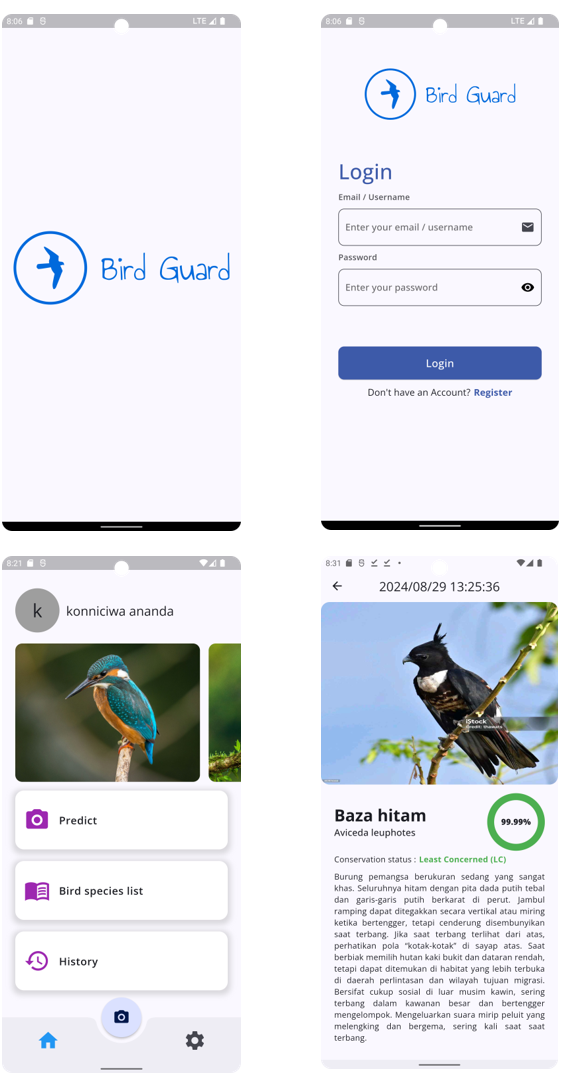 8:06
LTE
Bird Guard
8:06
LTE
Bird Guard
Login
Email / Username
Enter your email / username
Password
Enter your password
Login
Don't have an Account? Register
8:21
k
konniciwa ananda
Predict
Bird species list
History
8:31
2024/08/29 13:25:36
iStock
Baza hitam
Aviceda leuphotes
99.99%
Conservation status : Least Concerned (LC)
Burung pemangsa berukuran sedang yang sangat
khas. Seluruhnya hitam dengan pita dada putih tebal
dan garis-garis putih berkarat di perut. Jambul
ramping dapat ditegakkan secara vertikal atau miring
ketika bertengger, tetapi cenderung disembunyikan
saat terbang. Jika saat terbang terlihat dari atas,
perhatikan pola “kotak-kotak” di sayap atas. Saat
berbiak memilih hutan kaki bukit dan dataran rendah,
tetapi dapat ditemukan di habitat yang lebih terbuka
di daerah perlintasan dan wilayah tujuan migrasi.
Bersifat cukup sosial di luar musim kawin, sering
terbang dalam kawanan besar dan bertengger
mengelompok. Mengeluarkan suara mirip peluit yang
melengking dan bergema, sering kali saat saat
terbang.